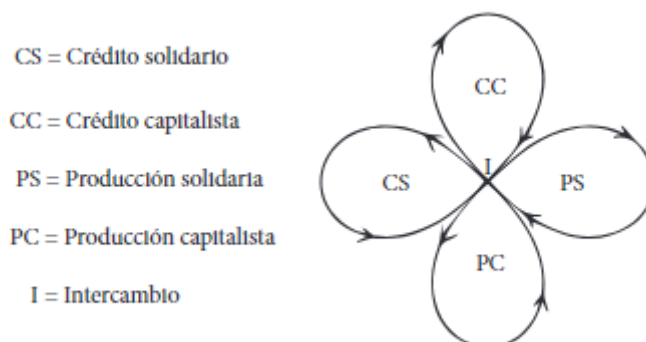 CS = Crédito solidario
CC = Crédito capitalista
PS = Producción solidaria
PC = Producción capitalista
I = Intercambio
CC
I
CS
PS
PC